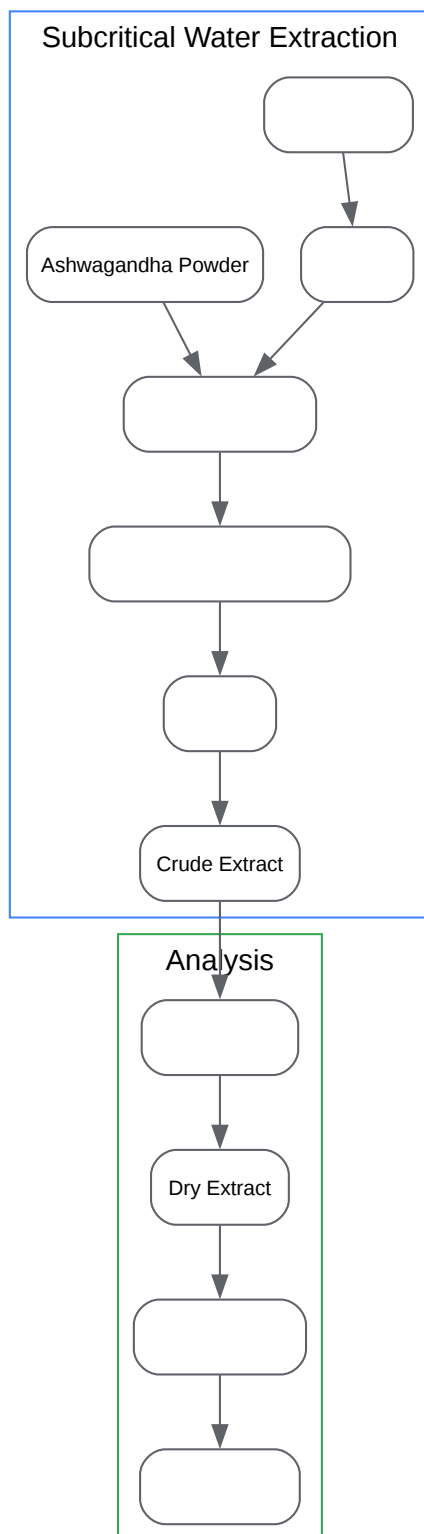 Subcritical Water Extraction
Ashwagandha Powder
Crude Extract
Analysis
Dry Extract